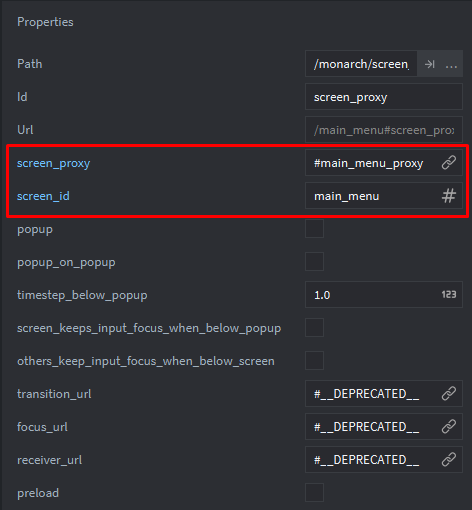 Properties
Path /monarch/screen_ ...
Id screen_proxy
Url /main_menu#screen_prox
screen_proxy #main_menu_proxy
screen_id main_menu #
popup
popup_on_popup
timestep_below_popup 1.0 123
screen_keeps_input_focus_when_below_popup
others_keep_input_focus_when_below_screen
transition_url #__DEPRECATED__
focus_url #__DEPRECATED__
receiver_url #__DEPRECATED__
preload